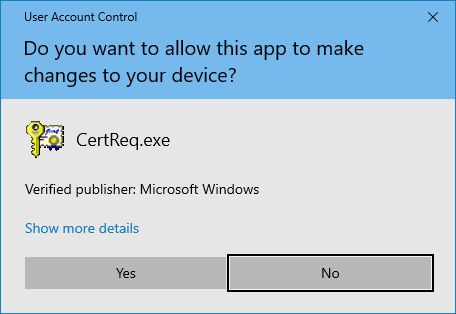 User Account Control
Do you want to allow this app to make
changes to your device?
CertReq.exe
Verified publisher: Microsoft Windows
Show more details
Yes
No